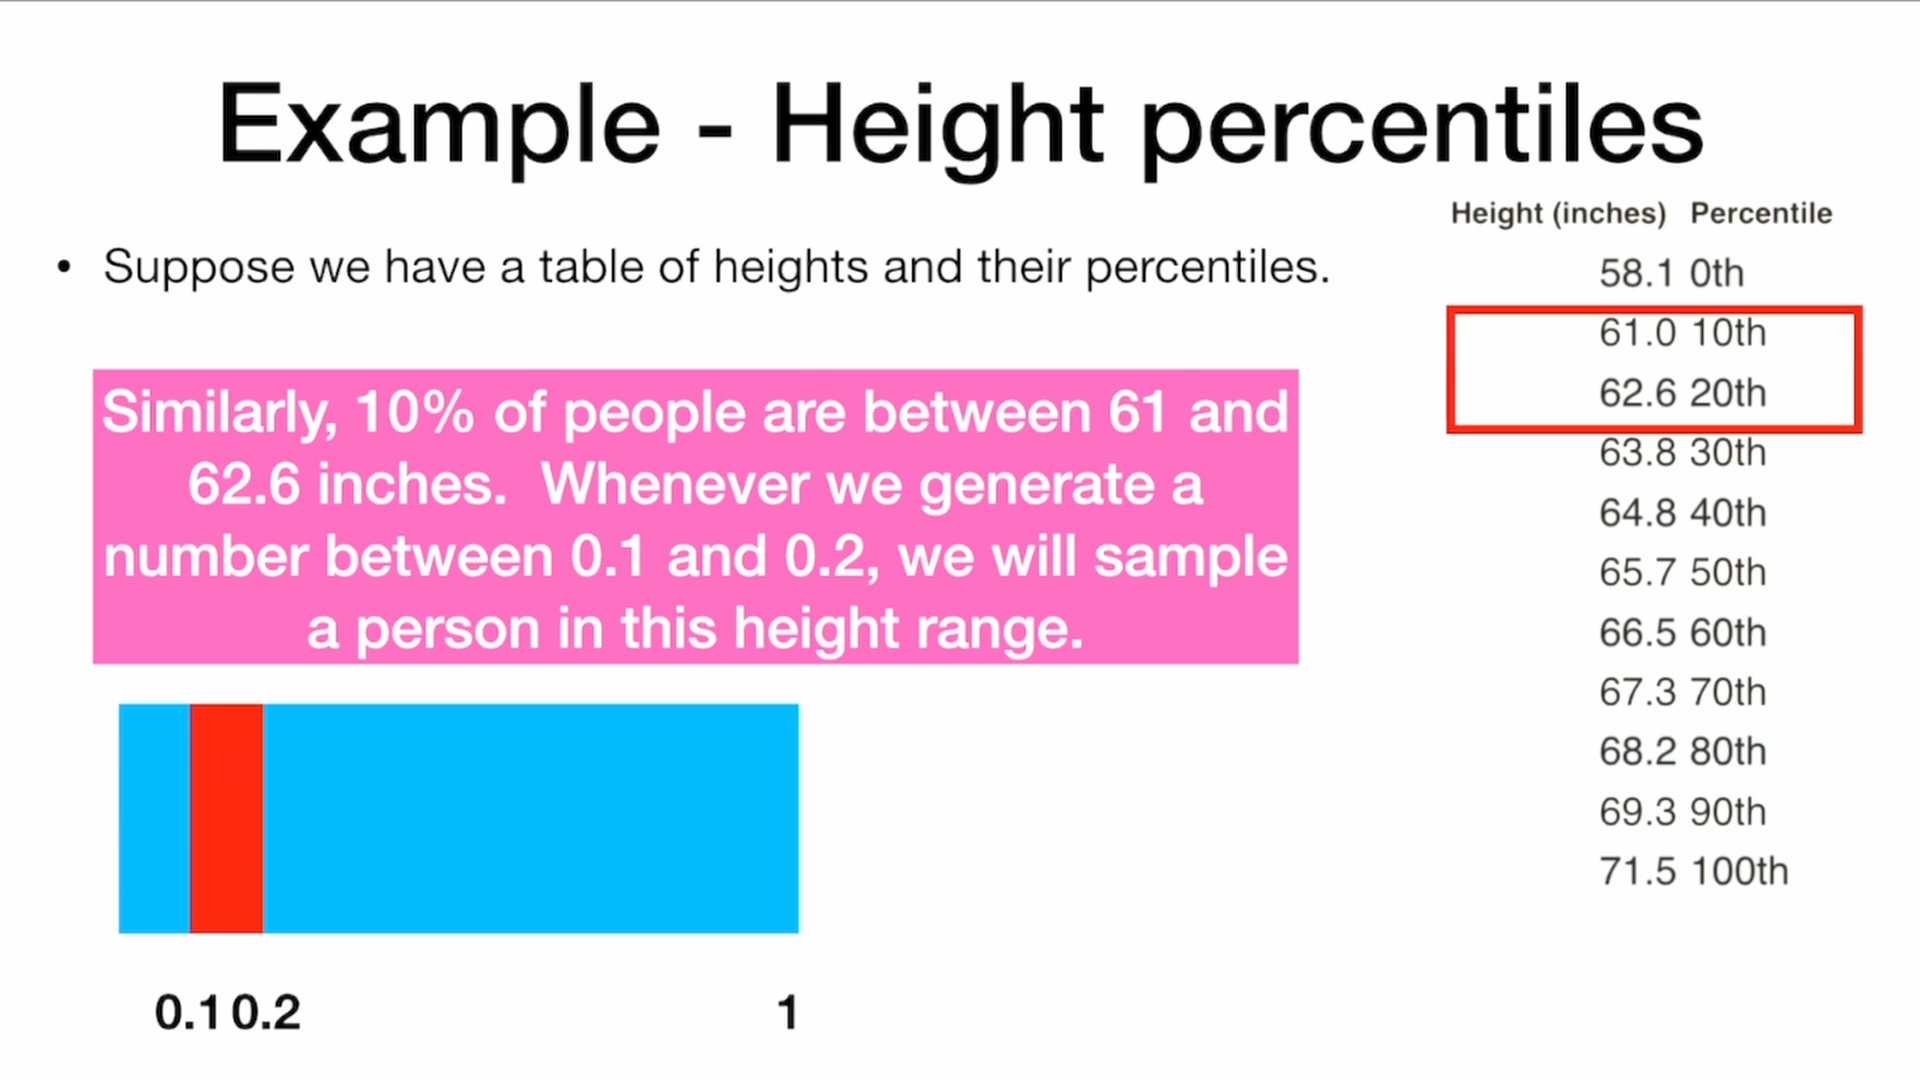 Example - Height percentiles
• Suppose we have a table of heights and their percentiles.
Similarly, 10% of people are between 61 and
62.6 inches. Whenever we generate a
number between 0.1 and 0.2, we will sample
a person in this height range.
0.1 0.2 1
Height (inches) Percentile
58.1 0th
61.0 10th
62.6 20th
63.8 30th
64.8 40th
65.7 50th
66.5 60th
67.3 70th
68.2 80th
69.3 90th
71.5 100th